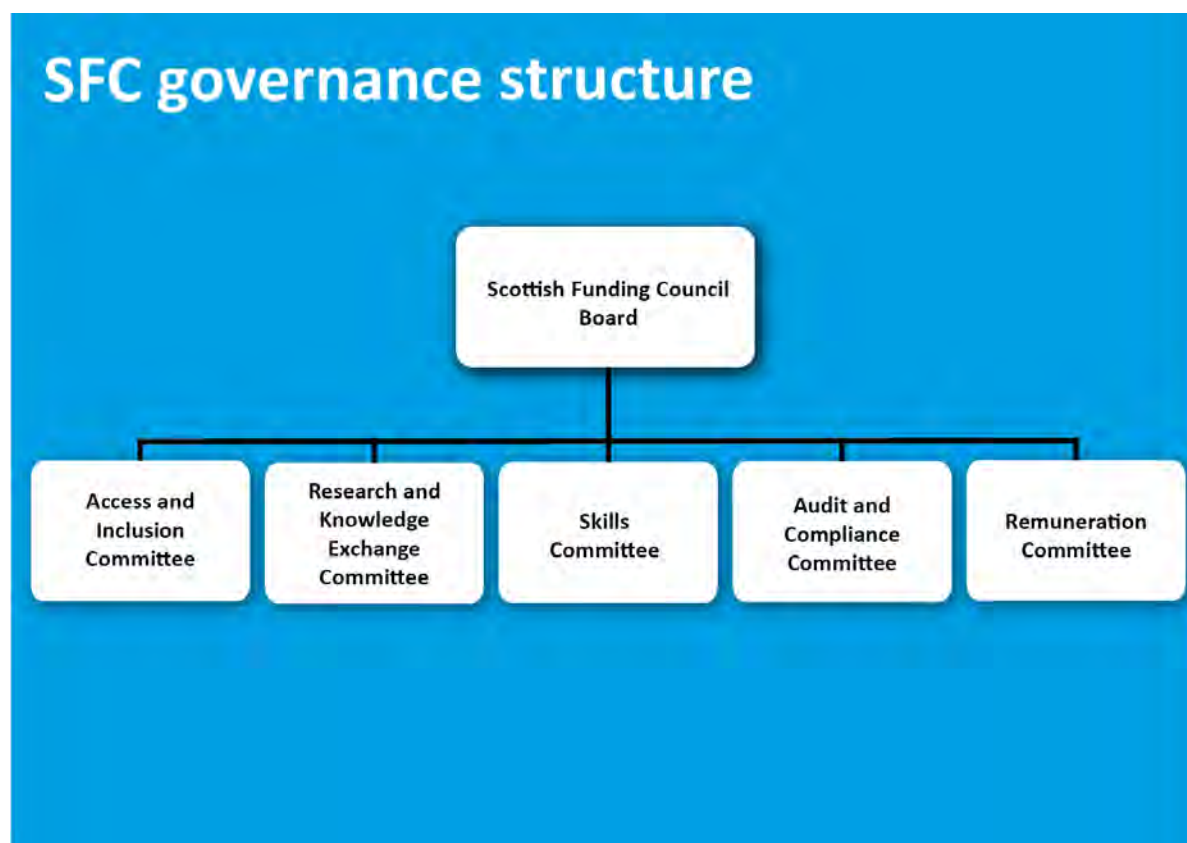 SFC governance structure
Scottish Funding Council
Board
Access and
Inclusion
Committee
Research and
Knowledge
Exchange
Committee
Skills
Committee
Audit and
Compliance
Committee
Remuneration
Committee